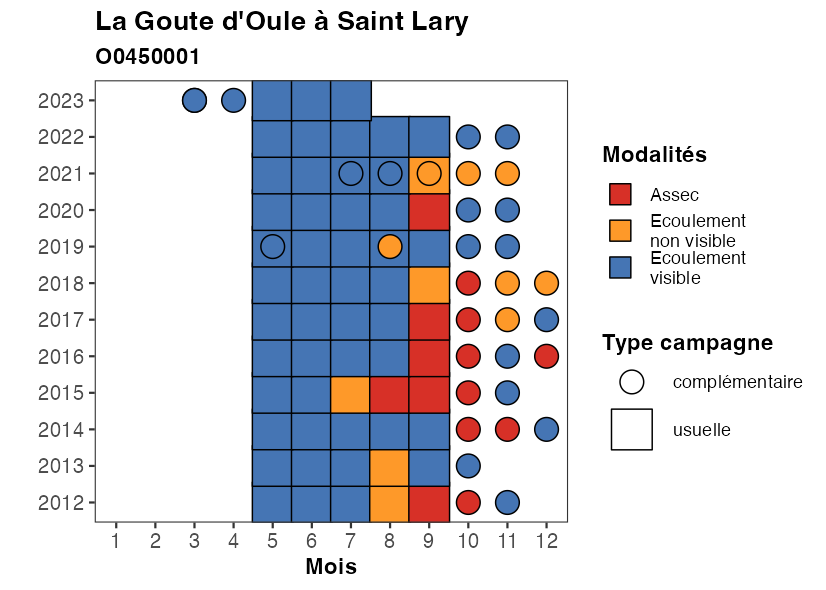 La Goute d'Oule à Saint Lary
O0450001
2023
2022
2021
2020
2019
2018
2017
2016
2015
2014
2013
2012
1 2 3 4 5 6 7 8 9 10 11 12
Mois
Modalités
Assec
Ecoulement
non visible
Ecoulement
visible
Type campagne
complémentaire
usuelle